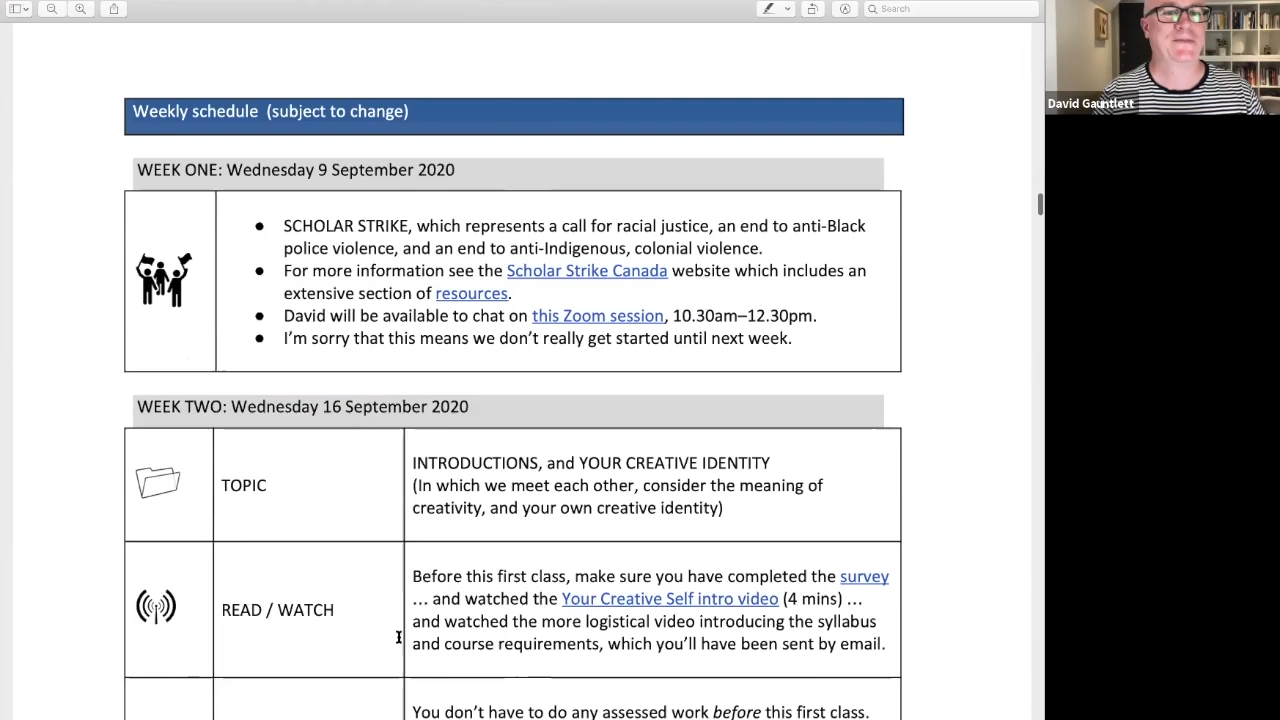 Search
David Gauntlett
Weekly schedule (subject to change)
WEEK ONE: Wednesday 9 September 2020
● SCHOLAR STRIKE, which represents a call for racial justice, an end to anti-Black
police violence, and an end to anti-Indigenous, colonial violence.
● For more information see the Scholar Strike Canada website which includes an
extensive section of resources.
● David will be available to chat on this Zoom session, 10.30am–12.30pm.
● I’m sorry that this means we don’t really get started until next week.
WEEK TWO: Wednesday 16 September 2020
TOPIC
INTRODUCTIONS, and YOUR CREATIVE IDENTITY
(In which we meet each other, consider the meaning of
creativity, and your own creative identity)
READ / WATCH
Before this first class, make sure you have completed the survey
… and watched the Your Creative Self intro video (4 mins) …
and watched the more logistical video introducing the syllabus
and course requirements, which you’ll have been sent by email.
You don’t have to do any assessed work before this first class.